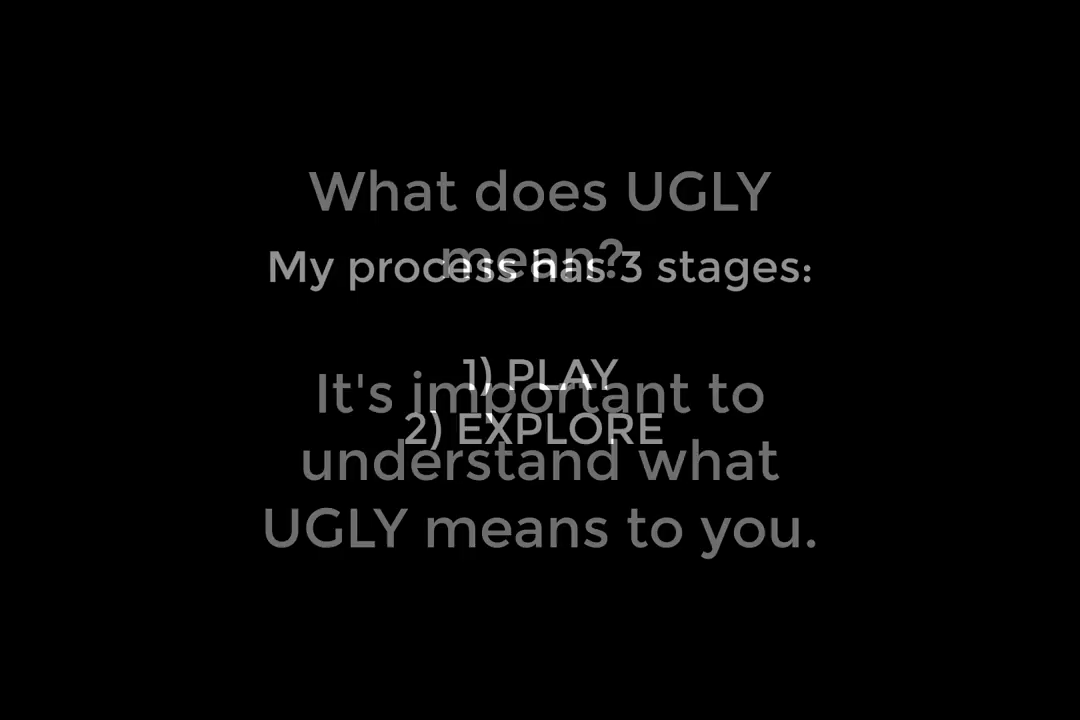 What does UGLY
mean?
My process has 3 stages:
1) PLAY
It's important to
2) EXPLORE
understand what
UGLY means to you.